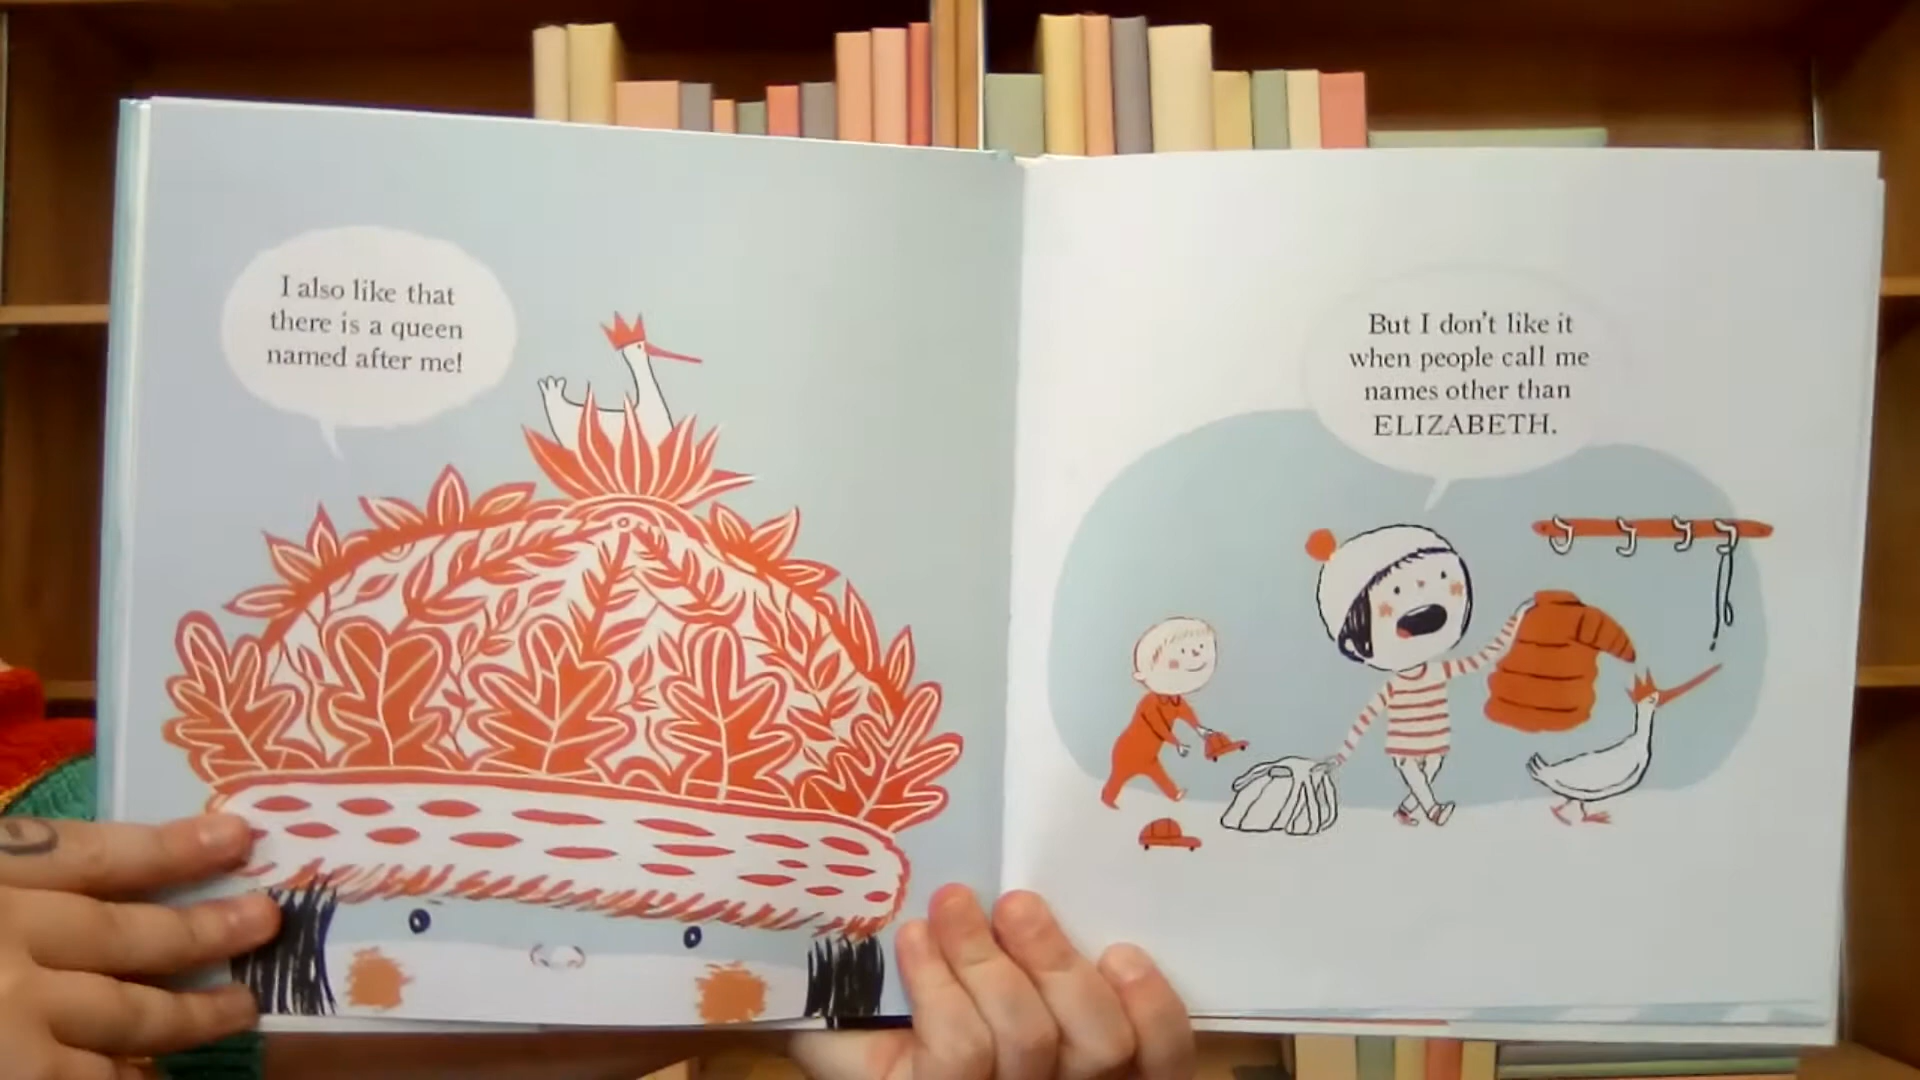 I also like that
there is a queen
named after me!
But I don't like it
when people call me
names other than
ELIZABETH.